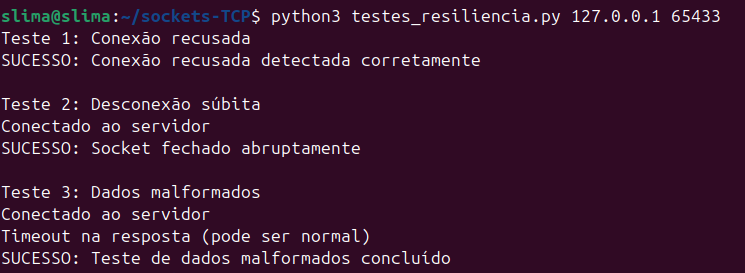 slima@slima:~/sockets-TCP$ python3 testes_resiliencia.py 127.0.0.1 65433
Teste 1: Conexão recusada
SUCESSO: Conexão recusada detectada corretamente
Teste 2: Desconexão súbita
Conectado ao servidor
SUCESSO: Socket fechado abruptamente
Teste 3: Dados malformados
Conectado ao servidor
Timeout na resposta (pode ser normal)
SUCESSO: Teste de dados malformados concluído